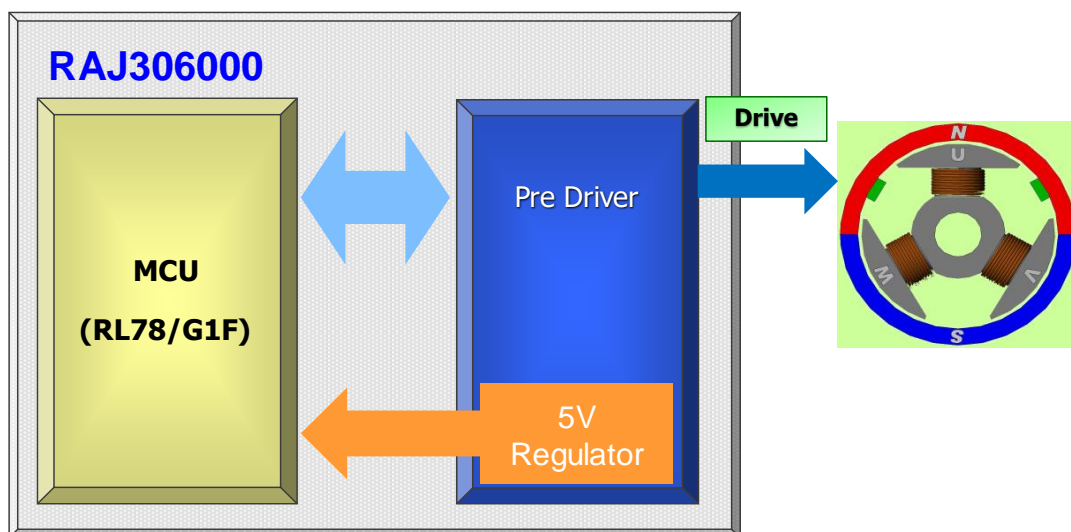 RAJ306000
MCU
(RL78/G1F)
Pre Driver
5V
Regulator
Drive
N
U
W
V
S